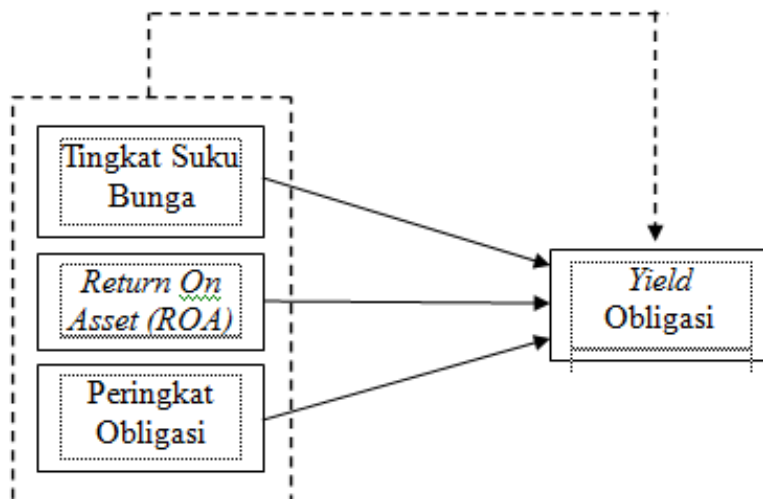 Tingkat Suku
Bunga
Return On
Asset (ROA)
Peringkat
Obligasi
Yield
Obligasi